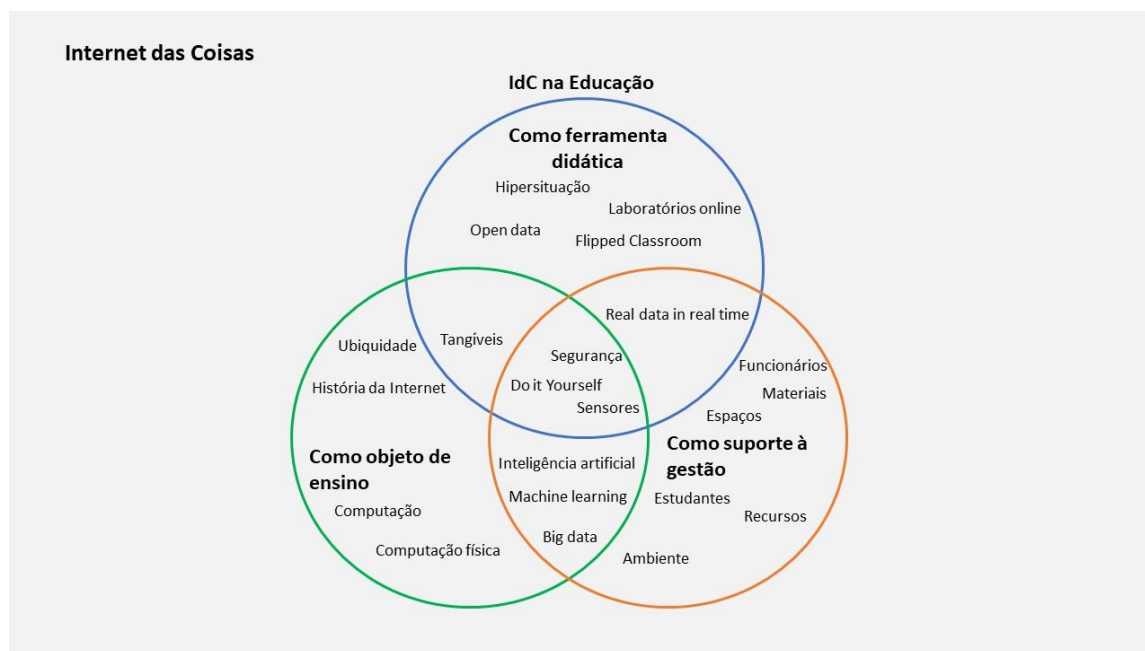 Internet das Coisas
IdC na Educação
Como ferramenta
didática
Hipersituação
Laboratórios online
Open data
Flipped Classroom
Real data in real time
Tangíveis
Ubiquidade
Segurança
Funcionários
Do it Yourself
História da Internet
Materiais
Sensores
Espaços
Como suporte à
gestão
Como objeto de
ensino
Inteligência artificial
Machine learning
Estudantes
Computação
Recursos
Big data
Computação física
Ambiente